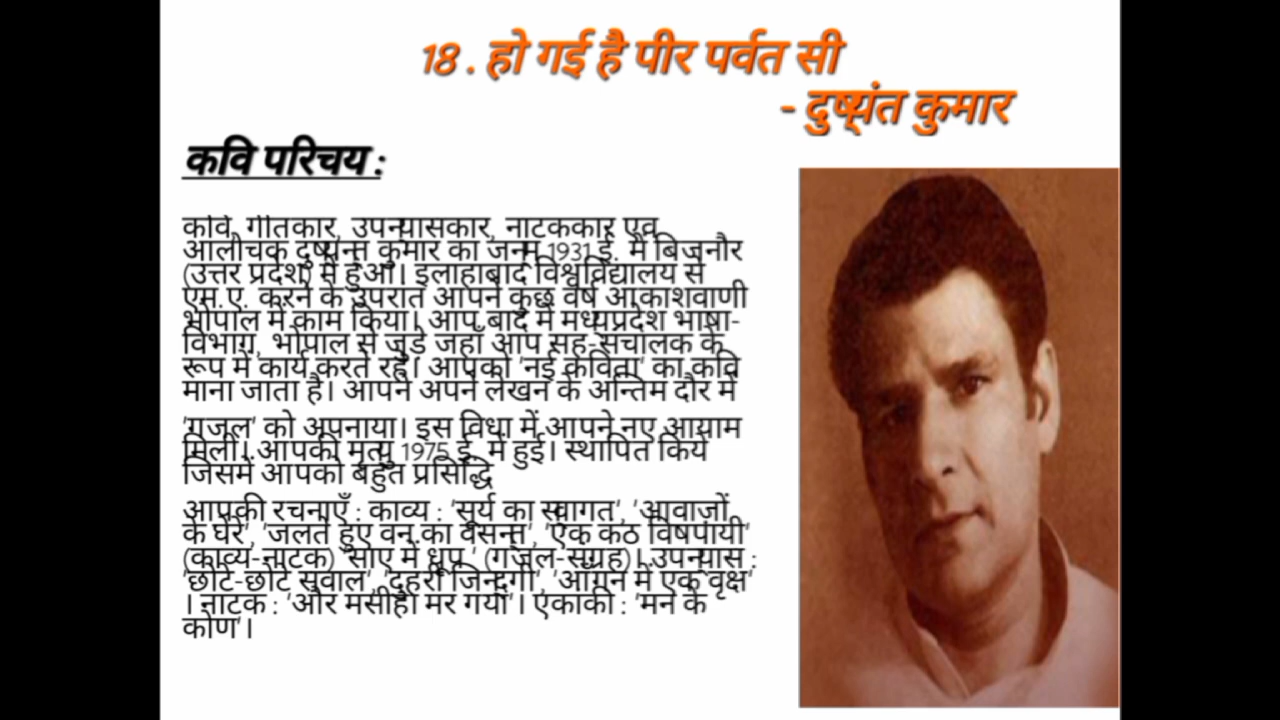 18 . हो गई है पीर पर्वत सी
- दुष्यंत कुमार
कवि परिचय :
कवि, गीतकार, उपन्यासकार, नाटककार एवं
आलोचक दुष्यन्त कुमार का जन्म 1931 ई. में बिजनौर
(उत्तर प्रदेश) में हुआ। इलाहाबाद विश्वविद्यालय से
एम.ए. करने के उपरांत आपने कुछ वर्ष आकाशवाणी
भोपाल में काम किया। आप बाद में मध्यप्रदेश भाषा-
विभाग, भोपाल से जुड़े जहाँ आप सह-संचालक के
रूप में कार्य करते रहे। आपको 'नई कविता' का कवि
माना जाता है। आपने अपने लेखन के अन्तिम दौर में
'गजल' को अपनाया। इस विधा में आपने नए आयाम
मिली। आपकी मृत्यु 1975 ई. में हुई। स्थापित किये
जिसमें आपको बहुत प्रसिद्धि
आपकी रचनाएँ : काव्य : 'सूर्य का स्वागत', 'आवाजों
के घेरे', 'जलते हुए वन का वसन्त', 'एक कंठ विषपायी'
(काव्य-नाटक) 'साए में धूप ' (गजल-संग्रह)। उपन्यास :
'छोटे-छोटे सवाल', 'दुहरी जिन्दगी', 'आँगन में एक वृक्ष'
। नाटक : 'और मसीहा मर गया'। एकांकी : 'मन के
कोण'।